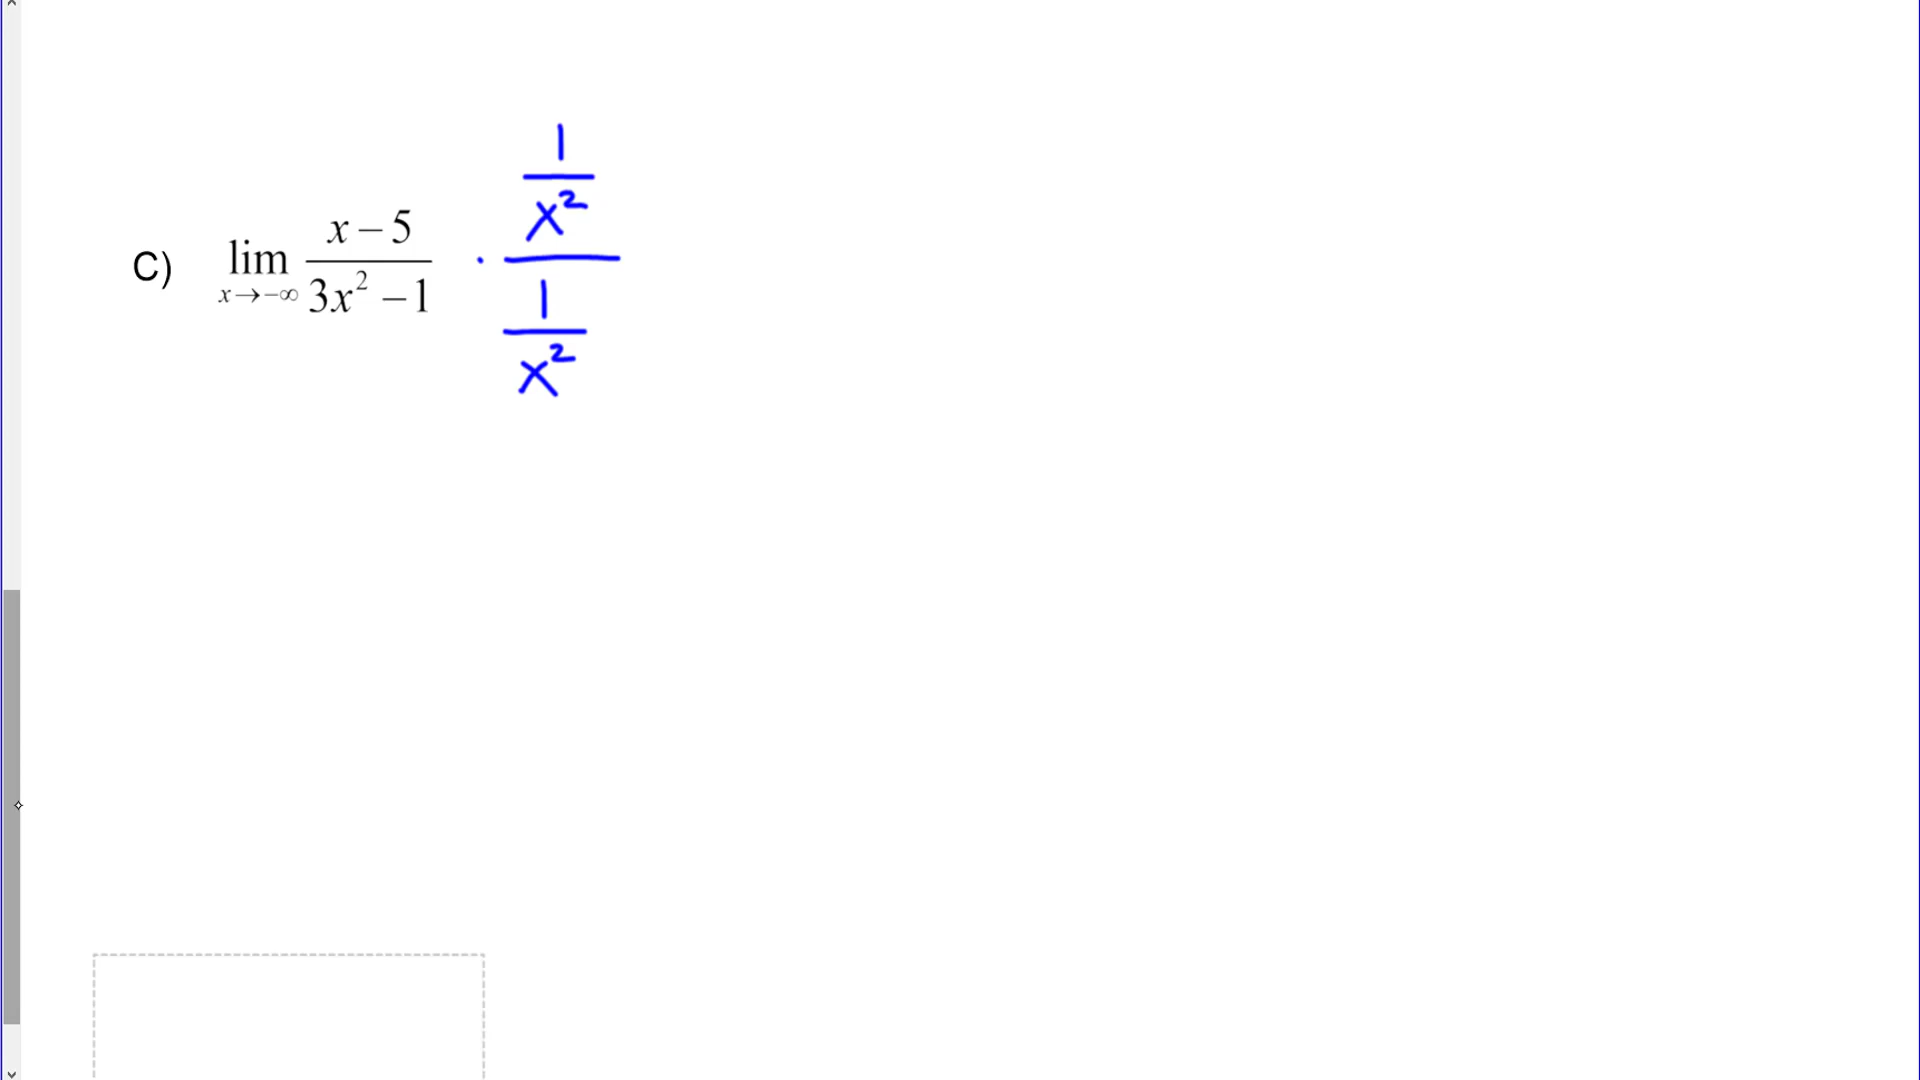 C) lim x→−∞ (x − 5)/(3x² − 1) · (1/x²)/(1/x²)